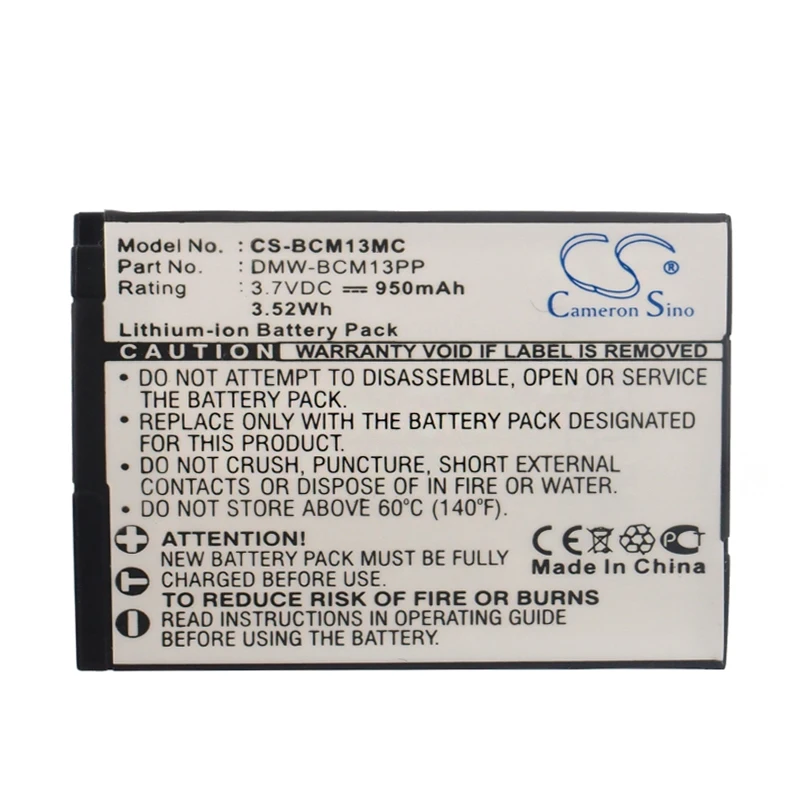 Model No. : CS-BCM13MC
Part No. : DMW-BCM13PP
Rating : 3.7VDC 950mAh
3.52Wh
Lithium-ion Battery Pack
CS ®
Cameron Sino
CAUTION WARRANTY VOID IF LABEL IS REMOVED
• DO NOT ATTEMPT TO DISASSEMBLE, OPEN OR SERVICE
THE BATTERY PACK.
• REPLACE ONLY WITH THE BATTERY PACK DESIGNATED
FOR THIS PRODUCT.
• DO NOT CRUSH, PUNCTURE, SHORT EXTERNAL
CONTACTS OR DISPOSE OF IN FIRE OR WATER.
• DO NOT STORE ABOVE 60°C (140°F).
ATTENTION!
NEW BATTERY PACK MUST BE FULLY
CHARGED BEFORE USE.
TO REDUCE RISK OF FIRE OR BURNS
READ INSTRUCTIONS IN OPERATING GUIDE BEFORE
USING THE BATTERY.
CE PCT
Made In China